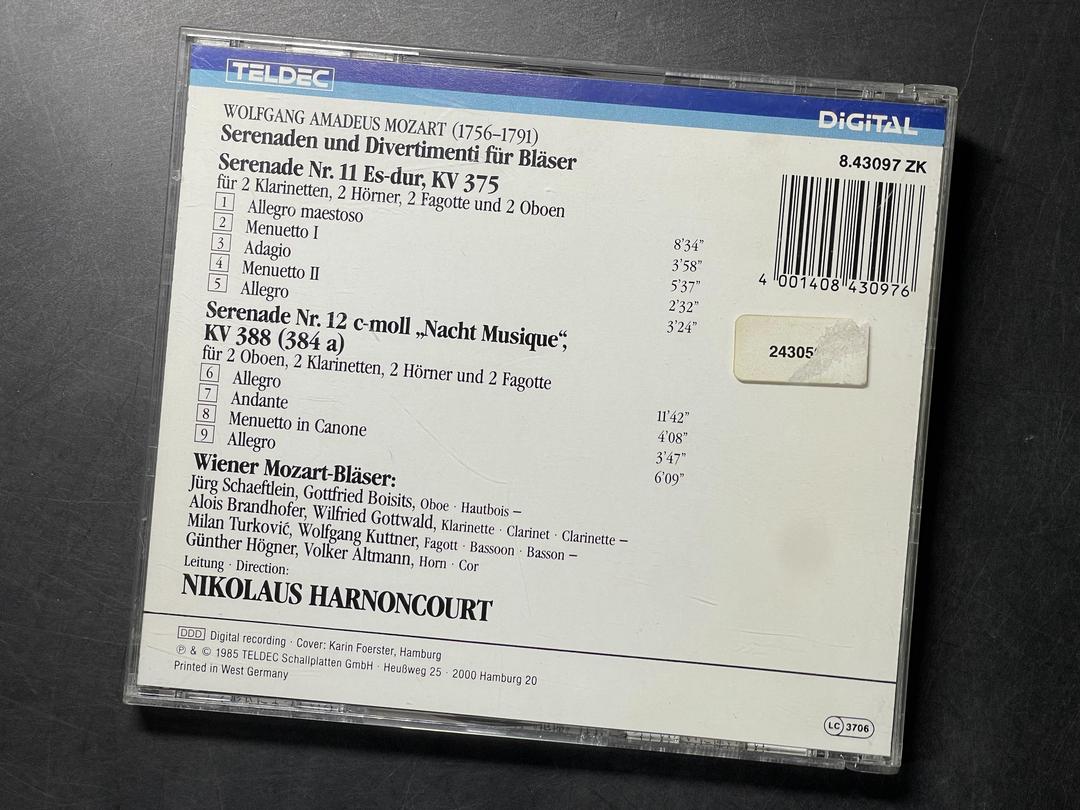 TELDEC
DiGiTAL
WOLFGANG AMADEUS MOZART (1756–1791)
Serenaden und Divertimenti für Bläser
8.43097 ZK
Serenade Nr. 11 Es-dur, KV 375
für 2 Klarinetten, 2 Hörner, 2 Fagotte und 2 Oboen
1 Allegro maestoso 8'34”
2 Menuetto I 3'58”
3 Adagio 5'37”
4 Menuetto II 2'32”
5 Allegro 3'24”
4 001408 430976
Serenade Nr. 12 c-moll „Nacht Musique“,
KV 388 (384 a)
für 2 Oboen, 2 Klarinetten, 2 Hörner und 2 Fagotte
24305
6 Allegro 11'42”
7 Andante 4'08”
8 Menuetto in Canone 3'47”
9 Allegro 6'09”
Wiener Mozart-Bläser:
Jürg Schaeftlein, Gottfried Boisits, Oboe · Hautbois –
Alois Brandhofer, Wilfried Gottwald, Klarinette · Clarinet · Clarinette –
Milan Turković, Wolfgang Kuttner, Fagott · Bassoon · Basson –
Günther Högner, Volker Altmann, Horn · Cor
Leitung · Direction:
NIKOLAUS HARNONCOURT
DDD Digital recording · Cover: Karin Foerster, Hamburg
℗ & © 1985 TELDEC Schallplatten GmbH · Heußweg 25 · 2000 Hamburg 20
Printed in West Germany
LC 3706